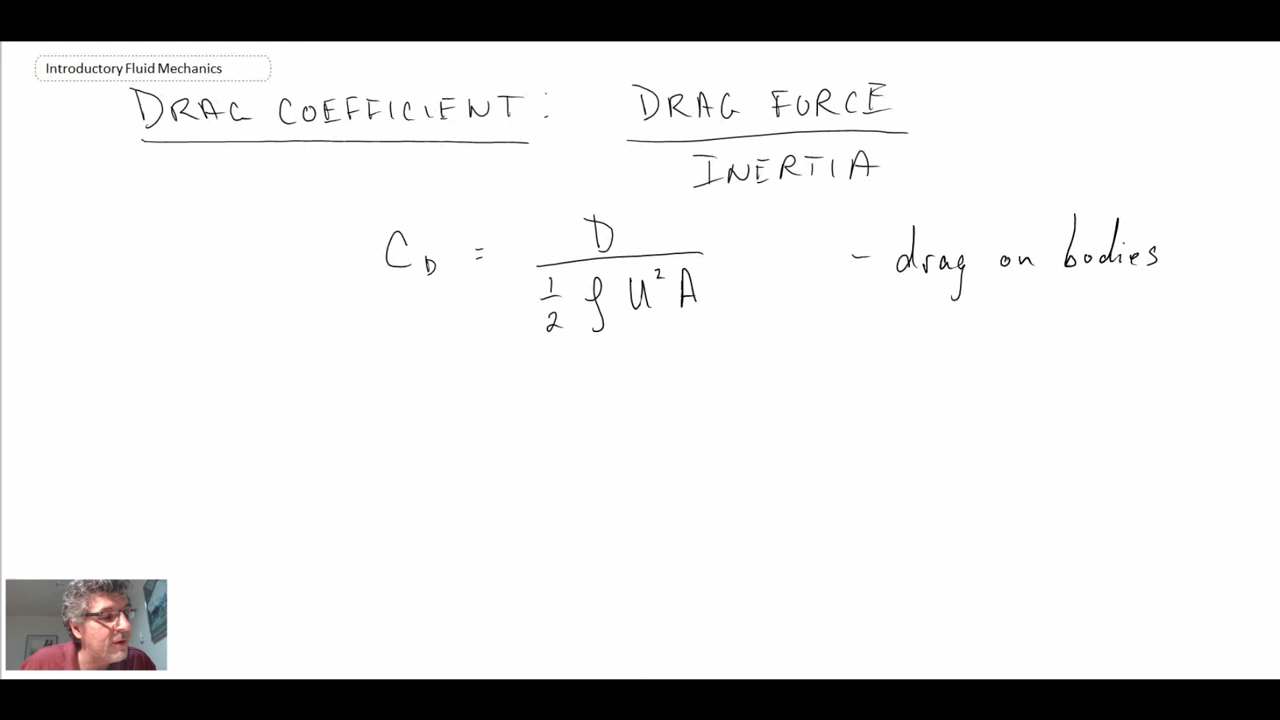 Introductory Fluid Mechanics
DRAG COEFFICIENT : DRAG FORCE
INERTIA
C_D = D / (1/2 ρ U² A) - drag on bodies